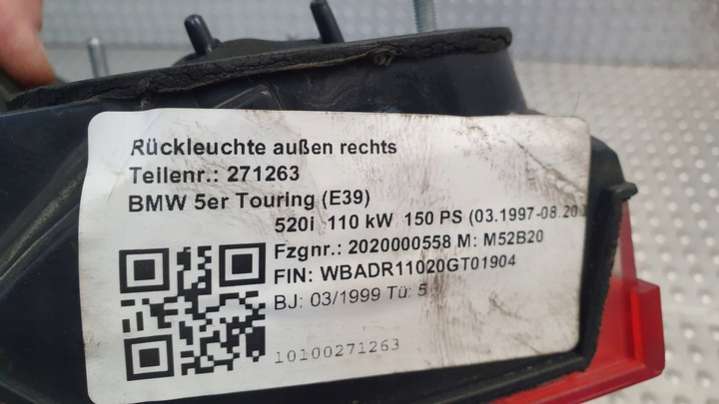 Rückleuchte außen rechts
Teilenr.: 271263
BMW 5er Touring (E39)
520i 110 kW 150 PS (03.1997-08.20
Fzgnr.: 2020000558 M: M52B20
FIN: WBADR11020GT01904
BJ: 03/1999 Tü: 5
10100271263